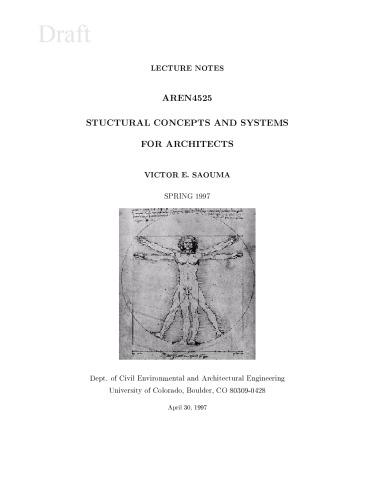 Draft
LECTURE NOTES
AREN4525
STUCTURAL CONCEPTS AND SYSTEMS
FOR ARCHITECTS
VICTOR E. SAOUMA
SPRING 1997
Dept. of Civil Environmental and Architectural Engineering
University of Colorado, Boulder, CO 80309-0428
April 30, 1997